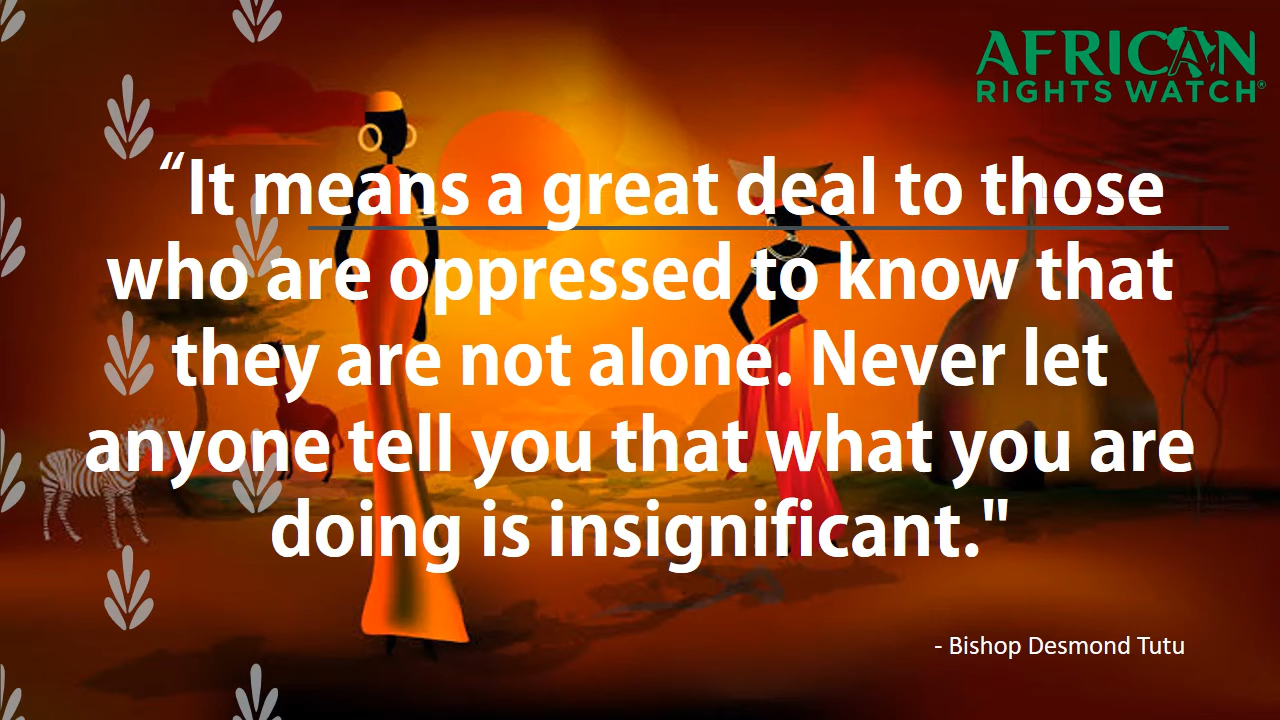 AFRICAN
RIGHTS WATCH®
“It means a great deal to those
who are oppressed to know that
they are not alone. Never let
anyone tell you that what you are
doing is insignificant."
- Bishop Desmond Tutu